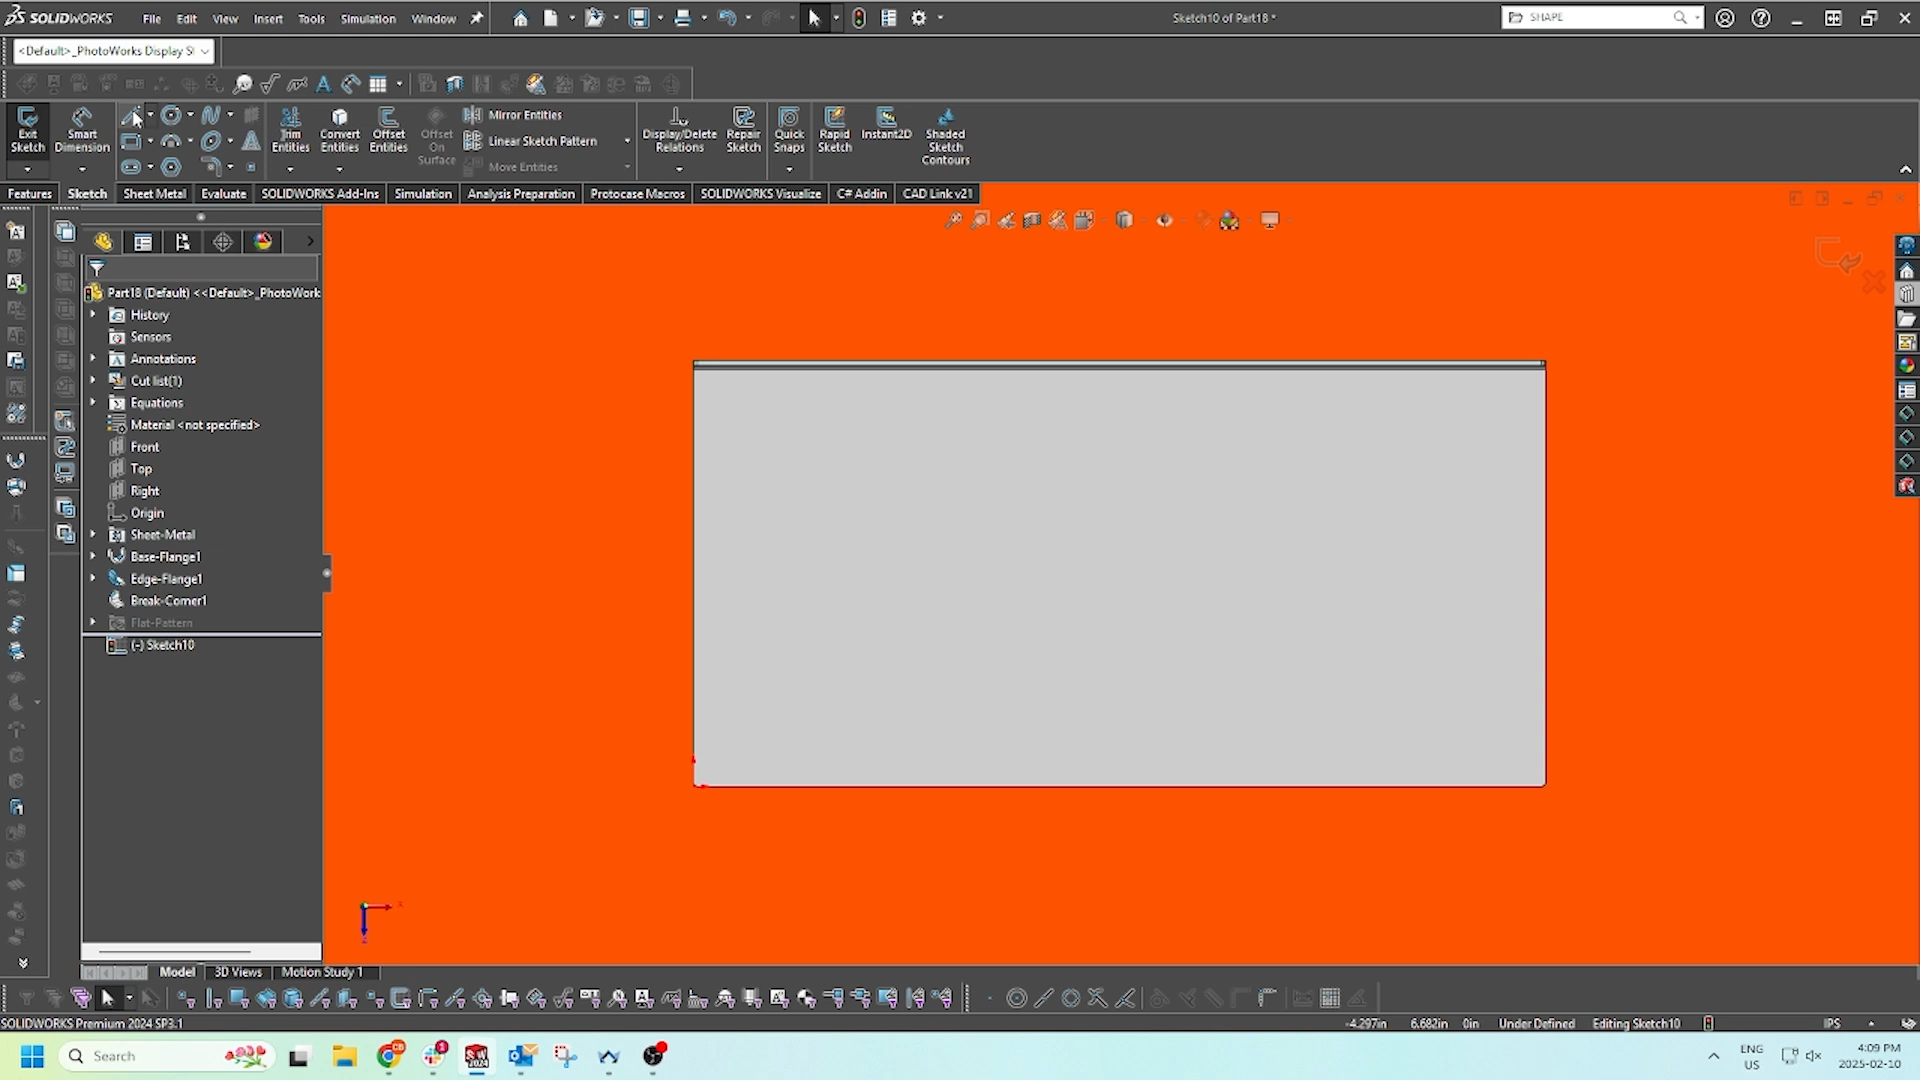 SOLIDWORKS File Edit View Insert Tools Simulation Window Sketch10 of Part18 * SHAPE
<Default>_PhotoWorks Display S
Exit Sketch
Smart Dimension
Trim Entities
Convert Entities
Offset Entities
Offset On Surface
Mirror Entities
Linear Sketch Pattern
Move Entities
Display/Delete Relations
Repair Sketch
Quick Snaps
Rapid Sketch
Instant2D
Shaded Sketch Contours
Features Sketch Sheet Metal Evaluate SOLIDWORKS Add-Ins Simulation Analysis Preparation Protocase Macros SOLIDWORKS Visualize C# Addin CAD Link v21
Part18 (Default) <<Default>_PhotoWork
History
Sensors
Annotations
Cut list(1)
Equations
Material <not specified>
Front
Top
Right
Origin
Sheet-Metal
Base-Flange1
Edge-Flange1
Break-Corner1
Flat-Pattern
(-) Sketch10
Model 3D Views Motion Study 1
SOLIDWORKS Premium 2024 SP3.1 -4.297in 6.682in 0in Under Defined Editing Sketch10 IPS
Search ENG US 4:09 PM
2025-02-10